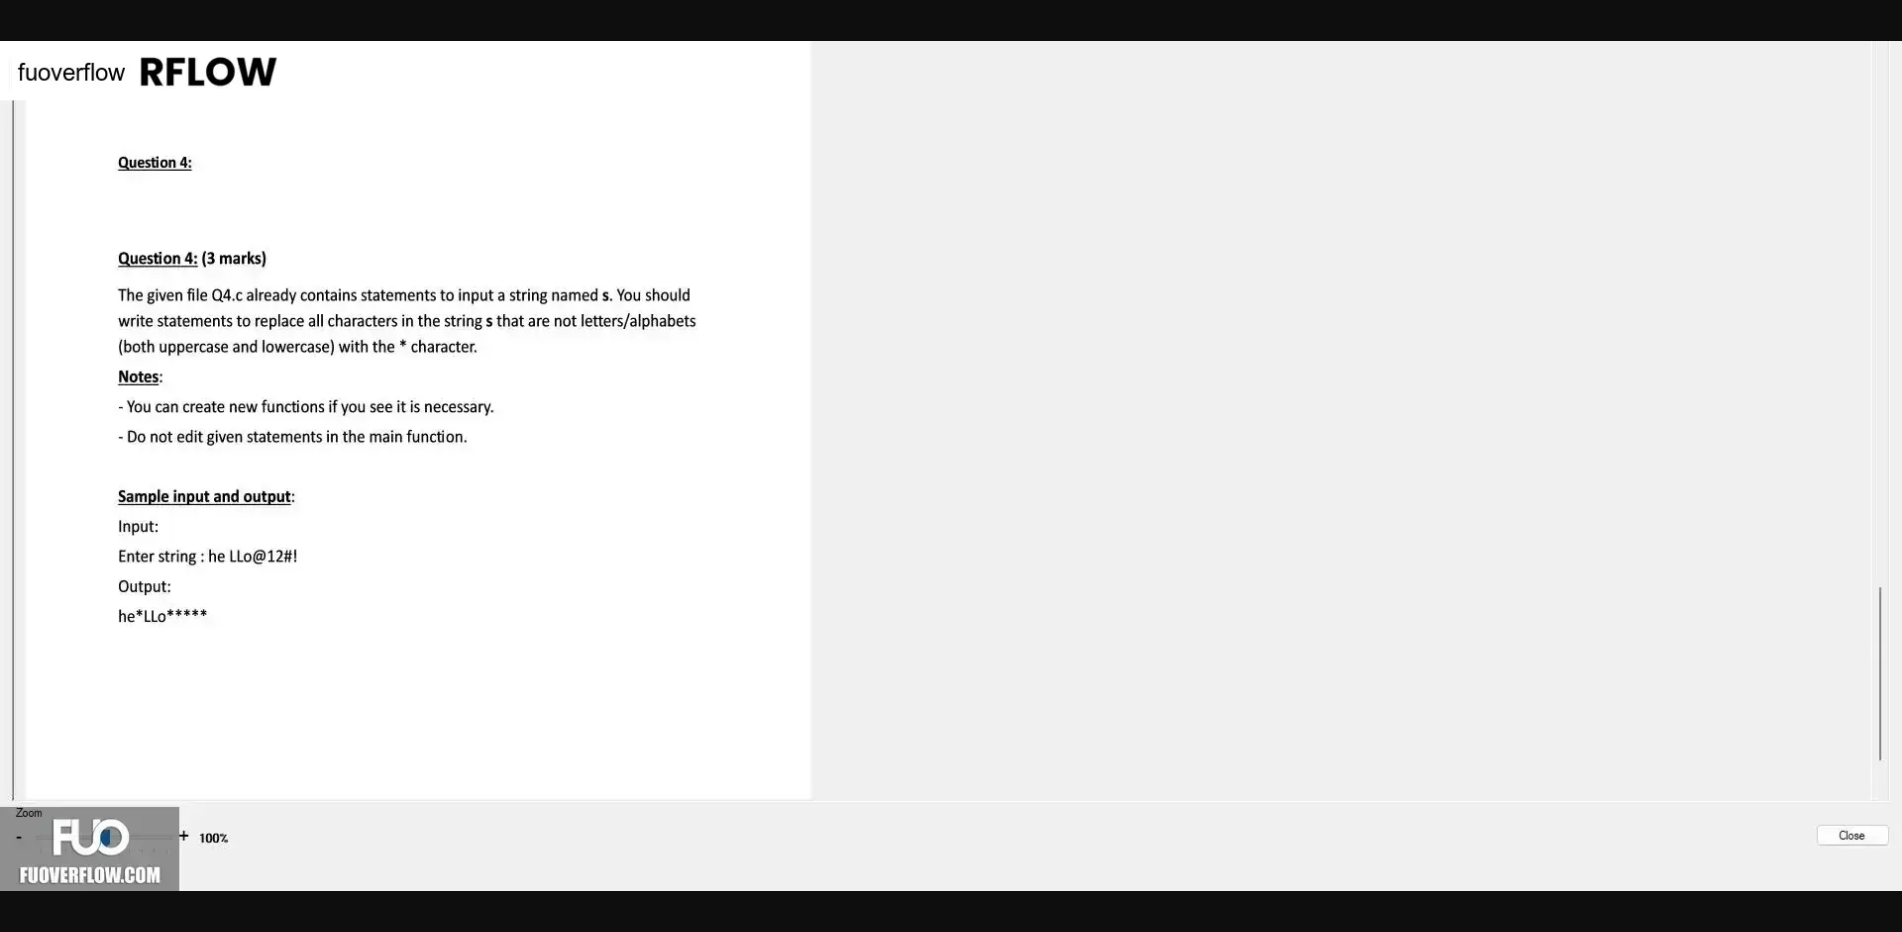 fuoverflow RFLOW
Question 4:
Question 4: (3 marks)
The given file Q4.c already contains statements to input a string named s. You should
write statements to replace all characters in the string s that are not letters/alphabets
(both uppercase and lowercase) with the * character.
Notes:
- You can create new functions if you see it is necessary.
- Do not edit given statements in the main function.
Sample input and output:
Input:
Enter string : he LLo@12#!
Output:
he*LLo*****
Zoom
- + 100%
Close
FUO
FUOVERFLOW.COM